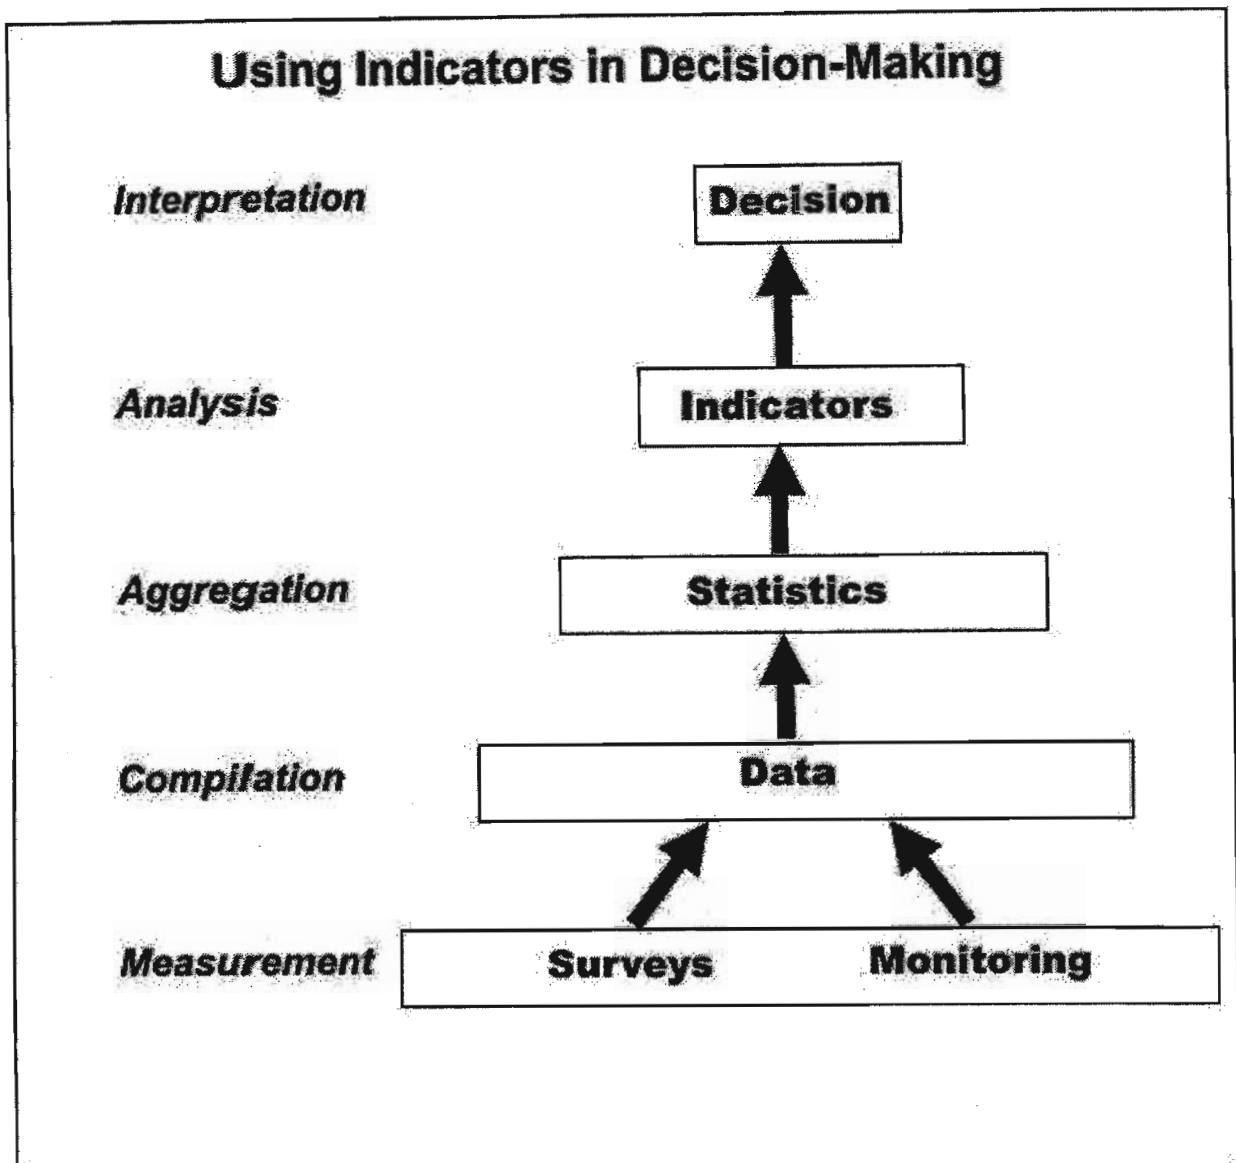 Using Indicators in Decision-Making
Interpretation
Decision
Analysis
Indicators
Aggregation
Statistics
Compilation
Data
Measurement
Surveys
Monitoring